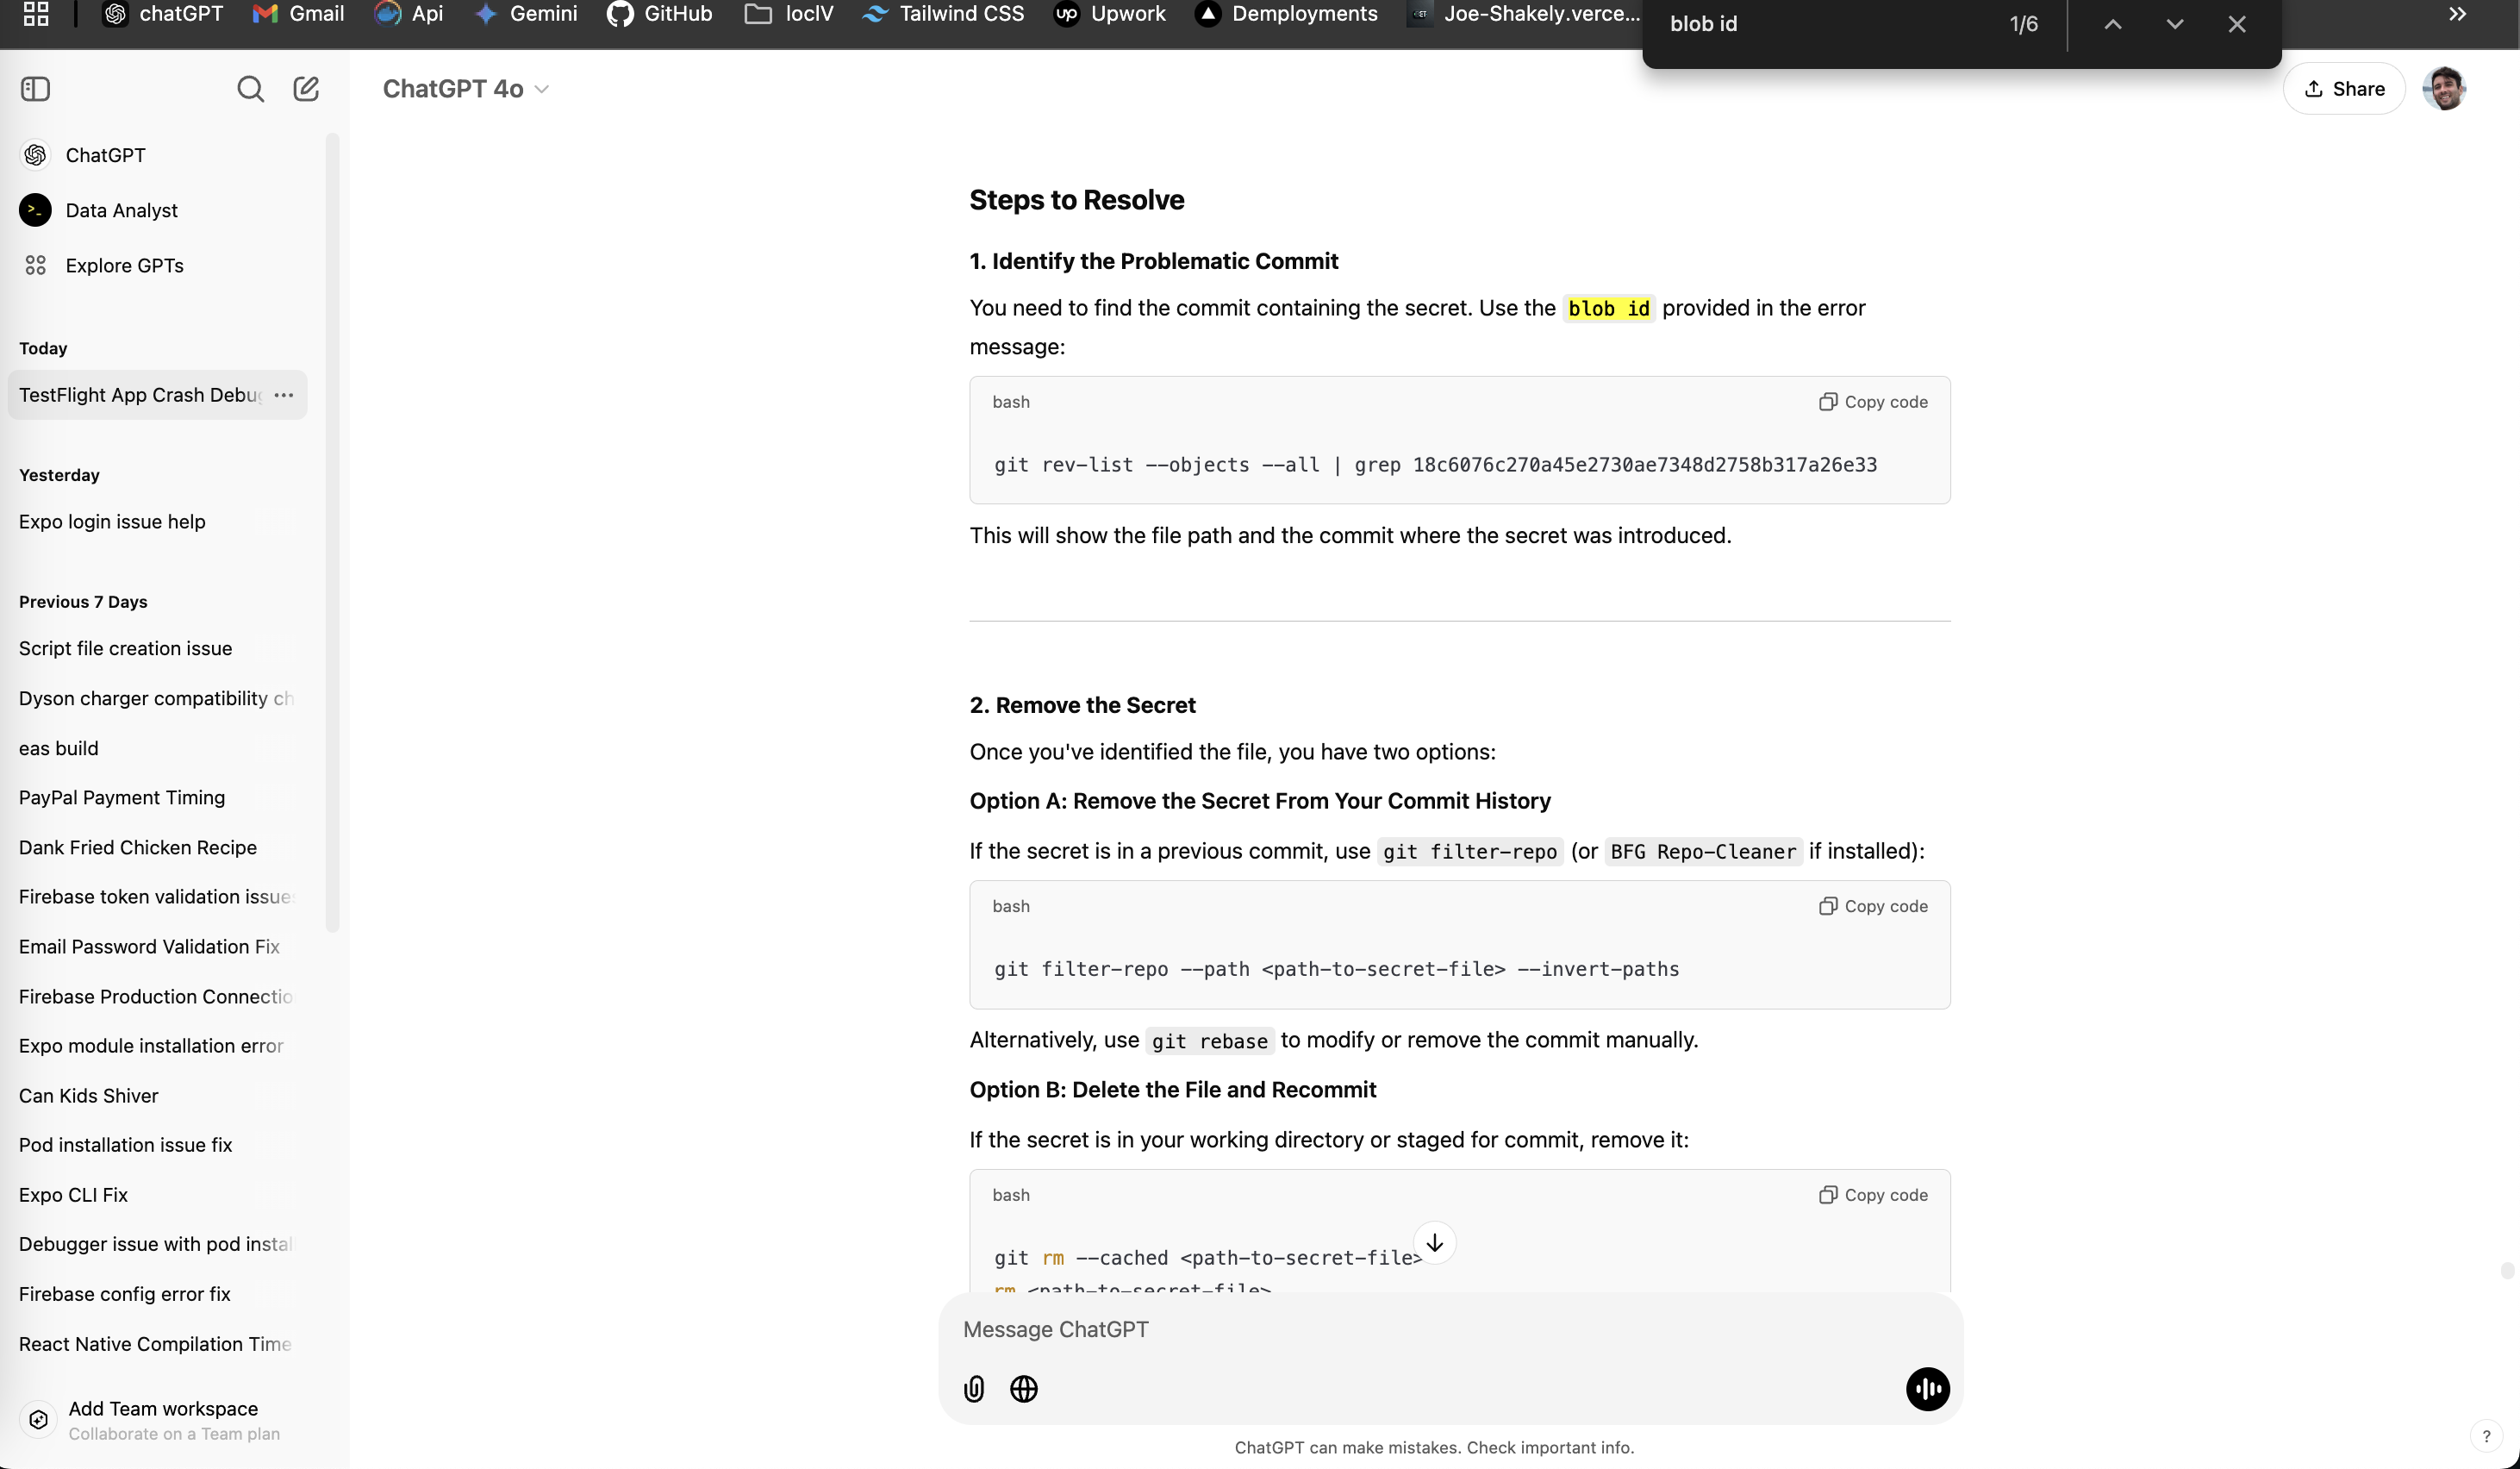 chatGPT
Gmail
Api
Gemini
GitHub
loclV
Tailwind CSS
Upwork
Demployments
Joe-Shakely.verce...
blob id
1/6
ChatGPT 4o
Share
ChatGPT
Data Analyst
Explore GPTs
Today
TestFlight App Crash Debug
Yesterday
Expo login issue help
Previous 7 Days
Script file creation issue
Dyson charger compatibility ch
eas build
PayPal Payment Timing
Dank Fried Chicken Recipe
Firebase token validation issues
Email Password Validation Fix
Firebase Production Connectio
Expo module installation error
Can Kids Shiver
Pod installation issue fix
Expo CLI Fix
Debugger issue with pod install
Firebase config error fix
React Native Compilation Time
Add Team workspace
Collaborate on a Team plan
Steps to Resolve
1. Identify the Problematic Commit
You need to find the commit containing the secret. Use the blob id provided in the error
message:
bash
Copy code
git rev-list --objects --all | grep 18c6076c270a45e2730ae7348d2758b317a26e33
This will show the file path and the commit where the secret was introduced.
2. Remove the Secret
Once you've identified the file, you have two options:
Option A: Remove the Secret From Your Commit History
If the secret is in a previous commit, use git filter-repo (or BFG Repo-Cleaner if installed):
bash
Copy code
git filter-repo --path <path-to-secret-file> --invert-paths
Alternatively, use git rebase to modify or remove the commit manually.
Option B: Delete the File and Recommit
If the secret is in your working directory or staged for commit, remove it:
bash
Copy code
git rm --cached <path-to-secret-file>
rm <path-to-secret-file>
Message ChatGPT
ChatGPT can make mistakes. Check important info.
?